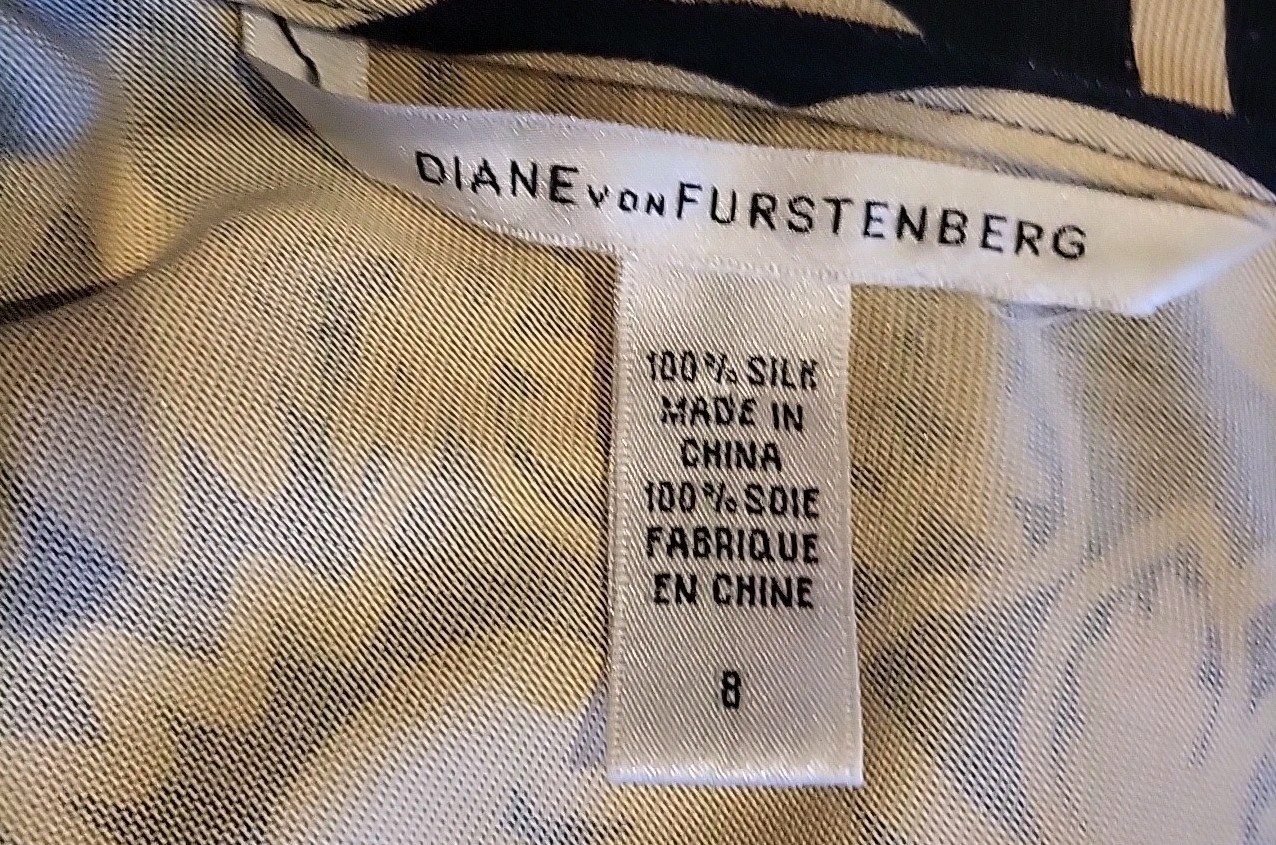 DIANE VON FURSTENBERG
100% SILK
MADE IN
CHINA
100% SOIE
FABRIQUE
EN CHINE
8